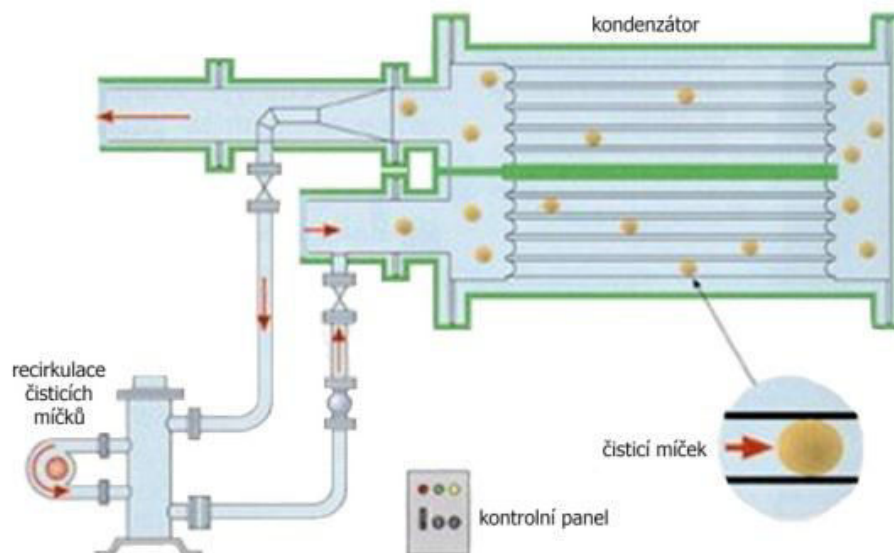 kondenzátor
recirkulace
čisticích
míčků
čisticí míček
kontrolní panel